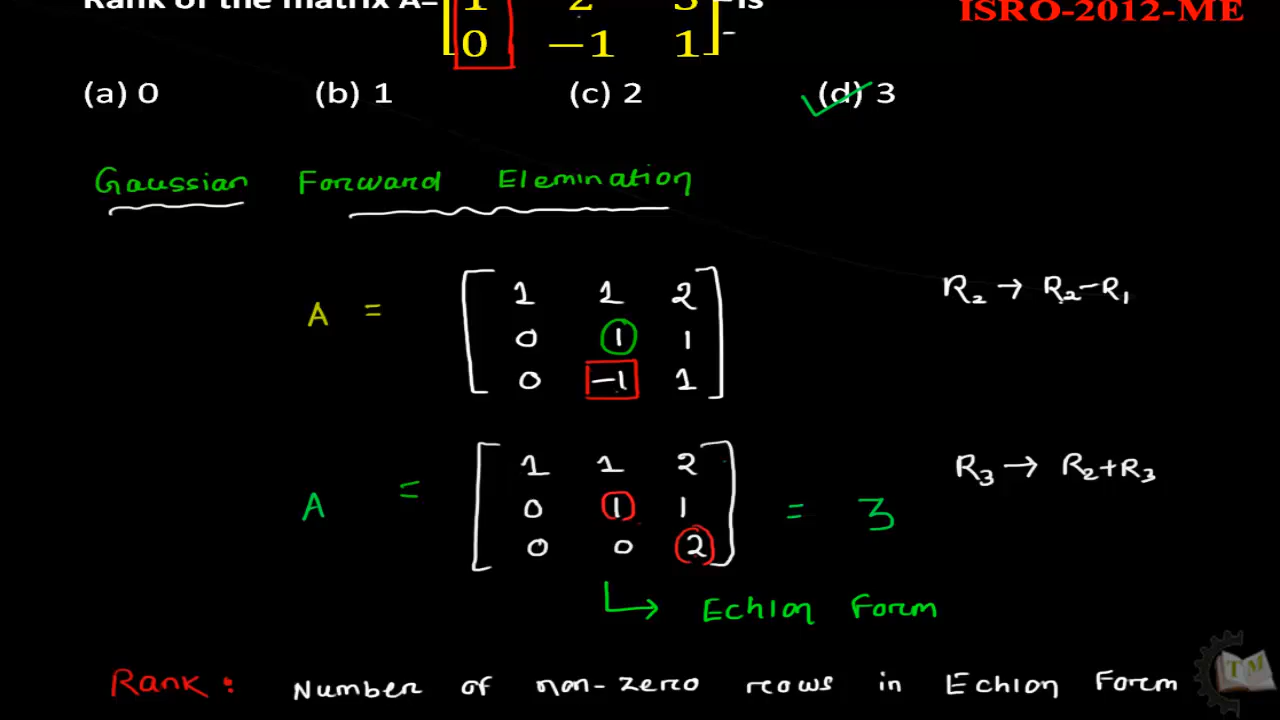 Rank of the matrix A= 1 2 3 is ISRO-2012-ME
0 −1 1
(a) 0 (b) 1 (c) 2 (d) 3
Gaussian Forward Elemination
A = 1 1 2 R₂ → R₂−R₁
0 1 1
0 −1 1
A = 1 1 2 R₃ → R₂+R₃
0 1 1 = 3
0 0 2
Echlon Form
TM
Rank: Number of non-zero rows in Echlon Form